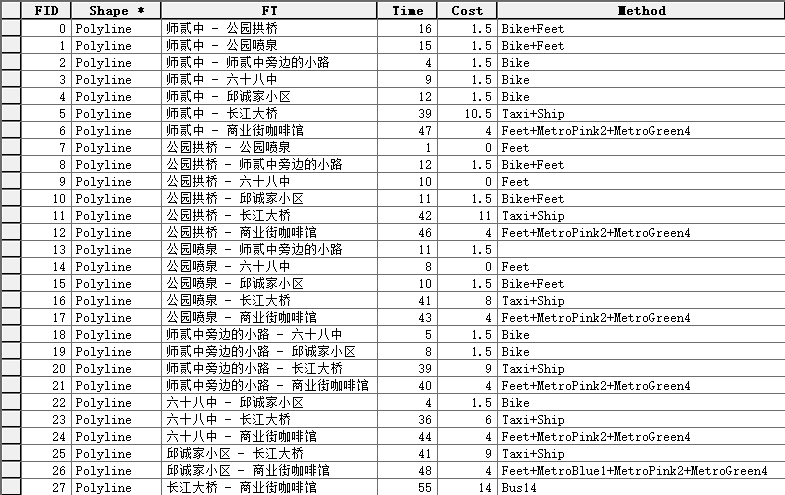 FID Shape * FT Time Cost Method
0 Polyline 师贰中 - 公园拱桥 16 1.5 Bike+Feet
1 Polyline 师贰中 - 公园喷泉 15 1.5 Bike+Feet
2 Polyline 师贰中 - 师贰中旁边的小路 4 1.5 Bike
3 Polyline 师贰中 - 六十八中 9 1.5 Bike
4 Polyline 师贰中 - 邱诚家小区 12 1.5 Bike
5 Polyline 师贰中 - 长江大桥 39 10.5 Taxi+Ship
6 Polyline 师贰中 - 商业街咖啡馆 47 4 Feet+MetroPink2+MetroGreen4
7 Polyline 公园拱桥 - 公园喷泉 1 0 Feet
8 Polyline 公园拱桥 - 师贰中旁边的小路 12 1.5 Bike+Feet
9 Polyline 公园拱桥 - 六十八中 10 0 Feet
10 Polyline 公园拱桥 - 邱诚家小区 11 1.5 Bike+Feet
11 Polyline 公园拱桥 - 长江大桥 42 11 Taxi+Ship
12 Polyline 公园拱桥 - 商业街咖啡馆 46 4 Feet+MetroPink2+MetroGreen4
13 Polyline 公园喷泉 - 师贰中旁边的小路 11 1.5
14 Polyline 公园喷泉 - 六十八中 8 0 Feet
15 Polyline 公园喷泉 - 邱诚家小区 10 1.5 Bike+Feet
16 Polyline 公园喷泉 - 长江大桥 41 8 Taxi+Ship
17 Polyline 公园喷泉 - 商业街咖啡馆 43 4 Feet+MetroPink2+MetroGreen4
18 Polyline 师贰中旁边的小路 - 六十八中 5 1.5 Bike
19 Polyline 师贰中旁边的小路 - 邱诚家小区 8 1.5 Bike
20 Polyline 师贰中旁边的小路 - 长江大桥 39 9 Taxi+Ship
21 Polyline 师贰中旁边的小路 - 商业街咖啡馆 40 4 Feet+MetroPink2+MetroGreen4
22 Polyline 六十八中 - 邱诚家小区 4 1.5 Bike
23 Polyline 六十八中 - 长江大桥 36 6 Taxi+Ship
24 Polyline 六十八中 - 商业街咖啡馆 44 4 Feet+MetroPink2+MetroGreen4
25 Polyline 邱诚家小区 - 长江大桥 41 9 Taxi+Ship
26 Polyline 邱诚家小区 - 商业街咖啡馆 48 4 Feet+MetroBlue1+MetroPink2+MetroGreen4
27 Polyline 长江大桥 - 商业街咖啡馆 55 14 Bus14